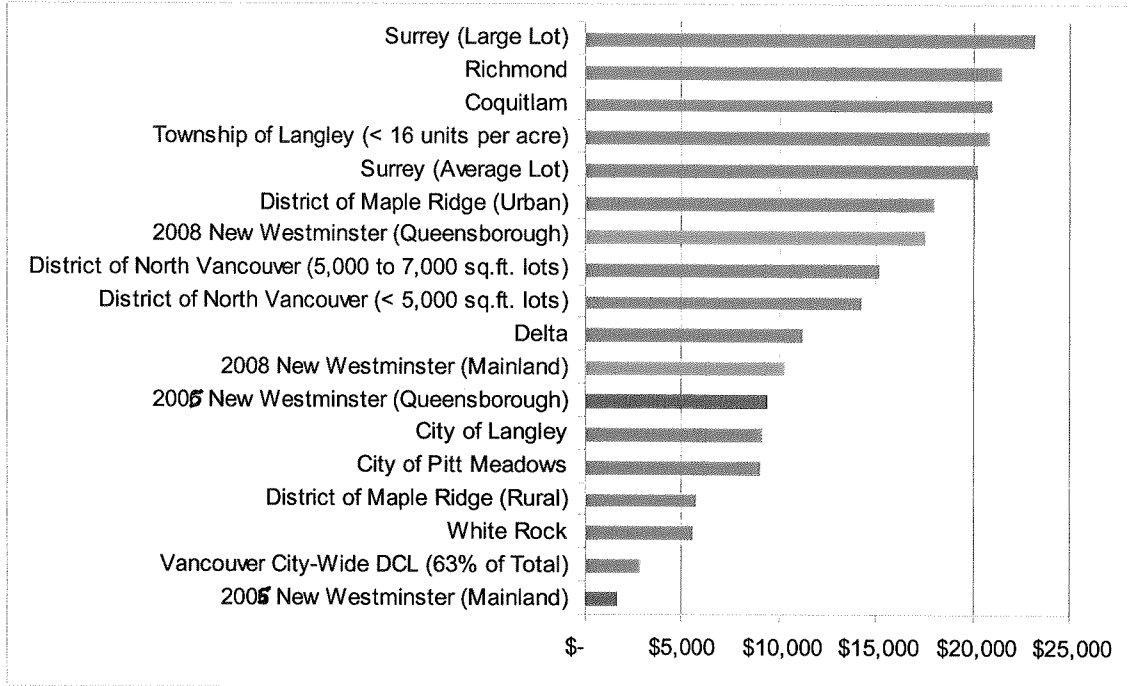 Surrey (Large Lot)
Richmond
Coquitlam
Township of Langley (< 16 units per acre)
Surrey (Average Lot)
District of Maple Ridge (Urban)
2008 New Westminster (Queensborough)
District of North Vancouver (5,000 to 7,000 sq.ft. lots)
District of North Vancouver (< 5,000 sq.ft. lots)
Delta
2008 New Westminster (Mainland)
2005 New Westminster (Queensborough)
City of Langley
City of Pitt Meadows
District of Maple Ridge (Rural)
White Rock
Vancouver City-Wide DCL (63% of Total)
2005 New Westminster (Mainland)
$- $5,000 $10,000 $15,000 $20,000 $25,000